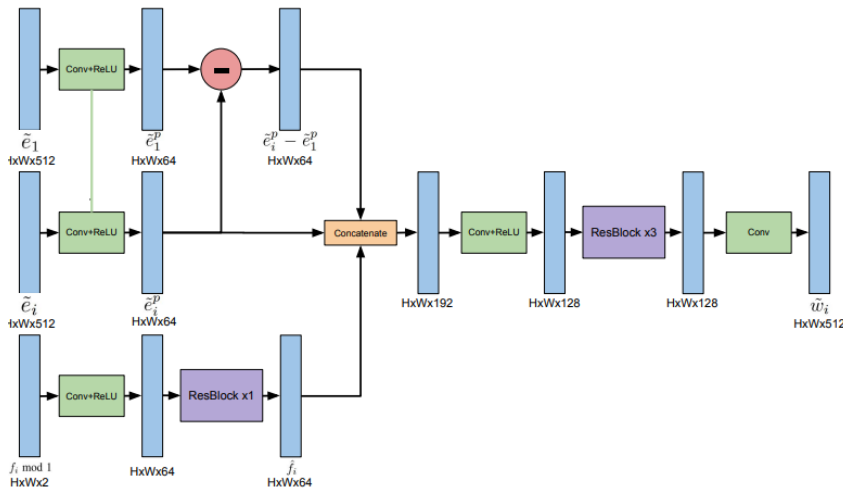 Conv+ReLU
ẽ₁
HxWx512
ẽ₁ᵖ
HxWx64
-
ẽᵢᵖ − ẽ₁ᵖ
HxWx64
Conv+ReLU
ẽᵢ
HxWx512
ẽᵢᵖ
HxWx64
Concatenate
HxWx192
Conv+ReLU
HxWx128
ResBlock x3
HxWx128
Conv
w̃ᵢ
HxWx512
Conv+ReLU
ResBlock x1
fᵢ mod 1
HxWx2
HxWx64
f̂ᵢ
HxWx64